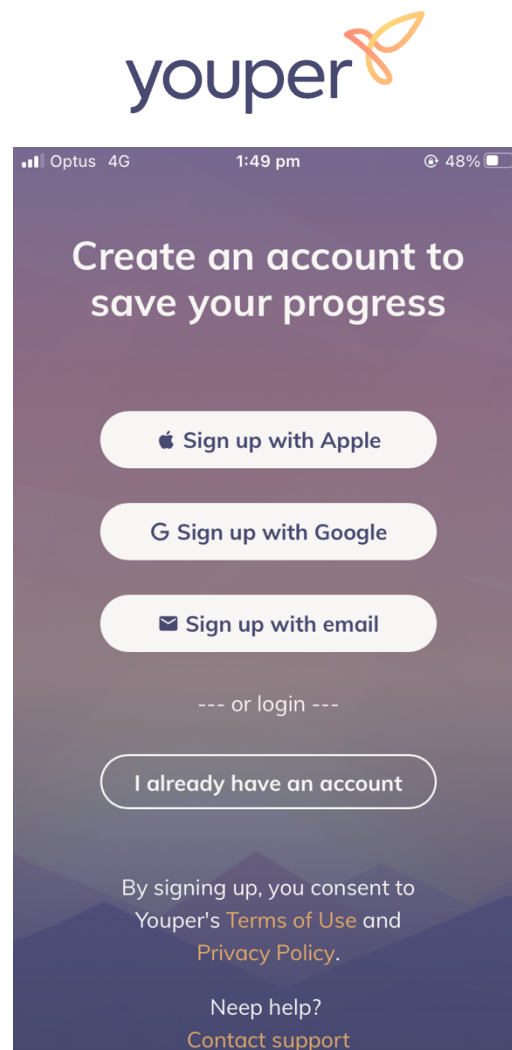 youper
Optus 4G 1:49 pm 48%
Create an account to
save your progress
Sign up with Apple
G Sign up with Google
Sign up with email
--- or login ---
I already have an account
By signing up, you consent to
Youper's Terms of Use and
Privacy Policy.
Neep help?
Contact support